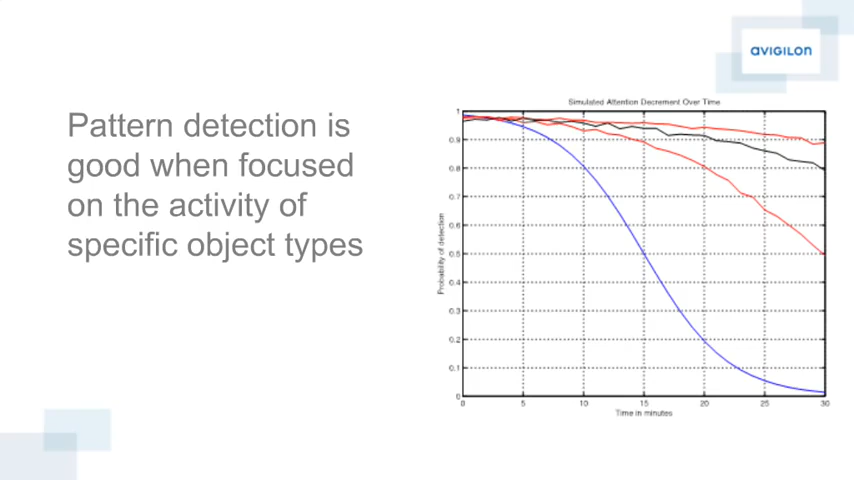 avigilon
Pattern detection is
good when focused
on the activity of
specific object types
Simulated Attention Decrement Over Time
Probability of detection
1
0.9
0.8
0.7
0.6
0.5
0.4
0.3
0.2
0.1
0
0 5 10 15 20 25 30
Time in minutes